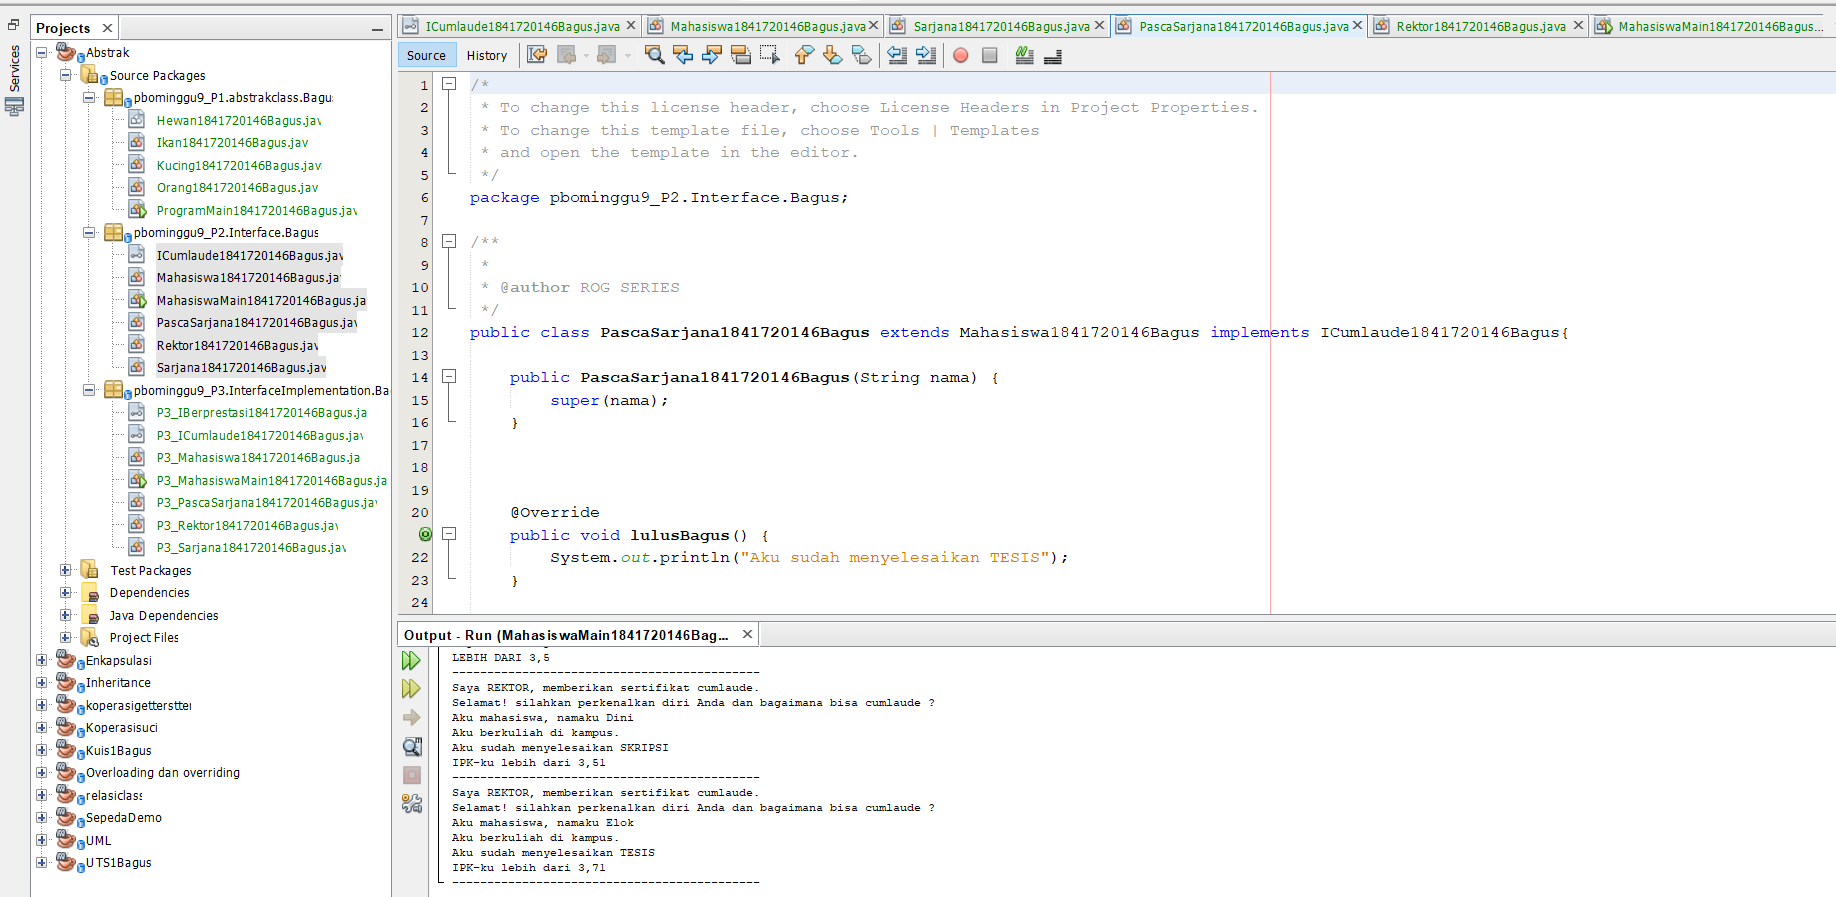 Services
Projects
Abstrak
Source Packages
pbominggu9_P1.abstrakclass.Bagu
Hewan1841720146Bagus.jav
Ikan1841720146Bagus.jav
Kucing1841720146Bagus.jav
Orang1841720146Bagus.jav
ProgramMain1841720146Bagus.jav
pbominggu9_P2.Interface.Bagus
ICumlaude1841720146Bagus.jav
Mahasiswa1841720146Bagus.ja
MahasiswaMain1841720146Bagus.ja
PascaSarjana1841720146Bagus.jav
Rektor1841720146Bagus.jav
Sarjana1841720146Bagus.jav
pbominggu9_P3.InterfaceImplementation.Ba
P3_IBerprestasi1841720146Bagus.ja
P3_ICumlaude1841720146Bagus.jav
P3_Mahasiswa1841720146Bagus.ja
P3_MahasiswaMain1841720146Bagus.ja
P3_PascaSarjana1841720146Bagus.jav
P3_Rektor1841720146Bagus.jav
P3_Sarjana1841720146Bagus.jav
Test Packages
Dependencies
Java Dependencies
Project Files
Enkapsulasi
Inheritance
koperasigetterstter
Koperasisuci
Kuis1Bagus
Overloading dan overriding
relasiclass
SepedaDemo
UML
UTS1Bagus
ICumlaude1841720146Bagus.java
Mahasiswa1841720146Bagus.java
Sarjana1841720146Bagus.java
PascaSarjana1841720146Bagus.java
Rektor1841720146Bagus.java
MahasiswaMain1841720146Bagus...
Source History
1 /*
2 * To change this license header, choose License Headers in Project Properties.
3 * To change this template file, choose Tools | Templates
4 * and open the template in the editor.
5 */
6 package pbominggu9_P2.Interface.Bagus;
7
8 /**
9 *
10 * @author ROG SERIES
11 */
12 public class PascaSarjana1841720146Bagus extends Mahasiswa1841720146Bagus implements ICumlaude1841720146Bagus{
13
14 public PascaSarjana1841720146Bagus(String nama) {
15 super(nama);
16 }
17
18
19
20 @Override
public void lulusBagus() {
22 System.out.println("Aku sudah menyelesaikan TESIS");
23 }
24
Output - Run (MahasiswaMain1841720146Bag...
LEBIH DARI 3,5
--------------------------------------------
Saya REKTOR, memberikan sertifikat cumlaude.
Selamat! silahkan perkenalkan diri Anda dan bagaimana bisa cumlaude ?
Aku mahasiswa, namaku Dini
Aku berkuliah di kampus.
Aku sudah menyelesaikan SKRIPSI
IPK-ku lebih dari 3,51
--------------------------------------------
Saya REKTOR, memberikan sertifikat cumlaude.
Selamat! silahkan perkenalkan diri Anda dan bagaimana bisa cumlaude ?
Aku mahasiswa, namaku Elok
Aku berkuliah di kampus.
Aku sudah menyelesaikan TESIS
IPK-ku lebih dari 3,71
--------------------------------------------